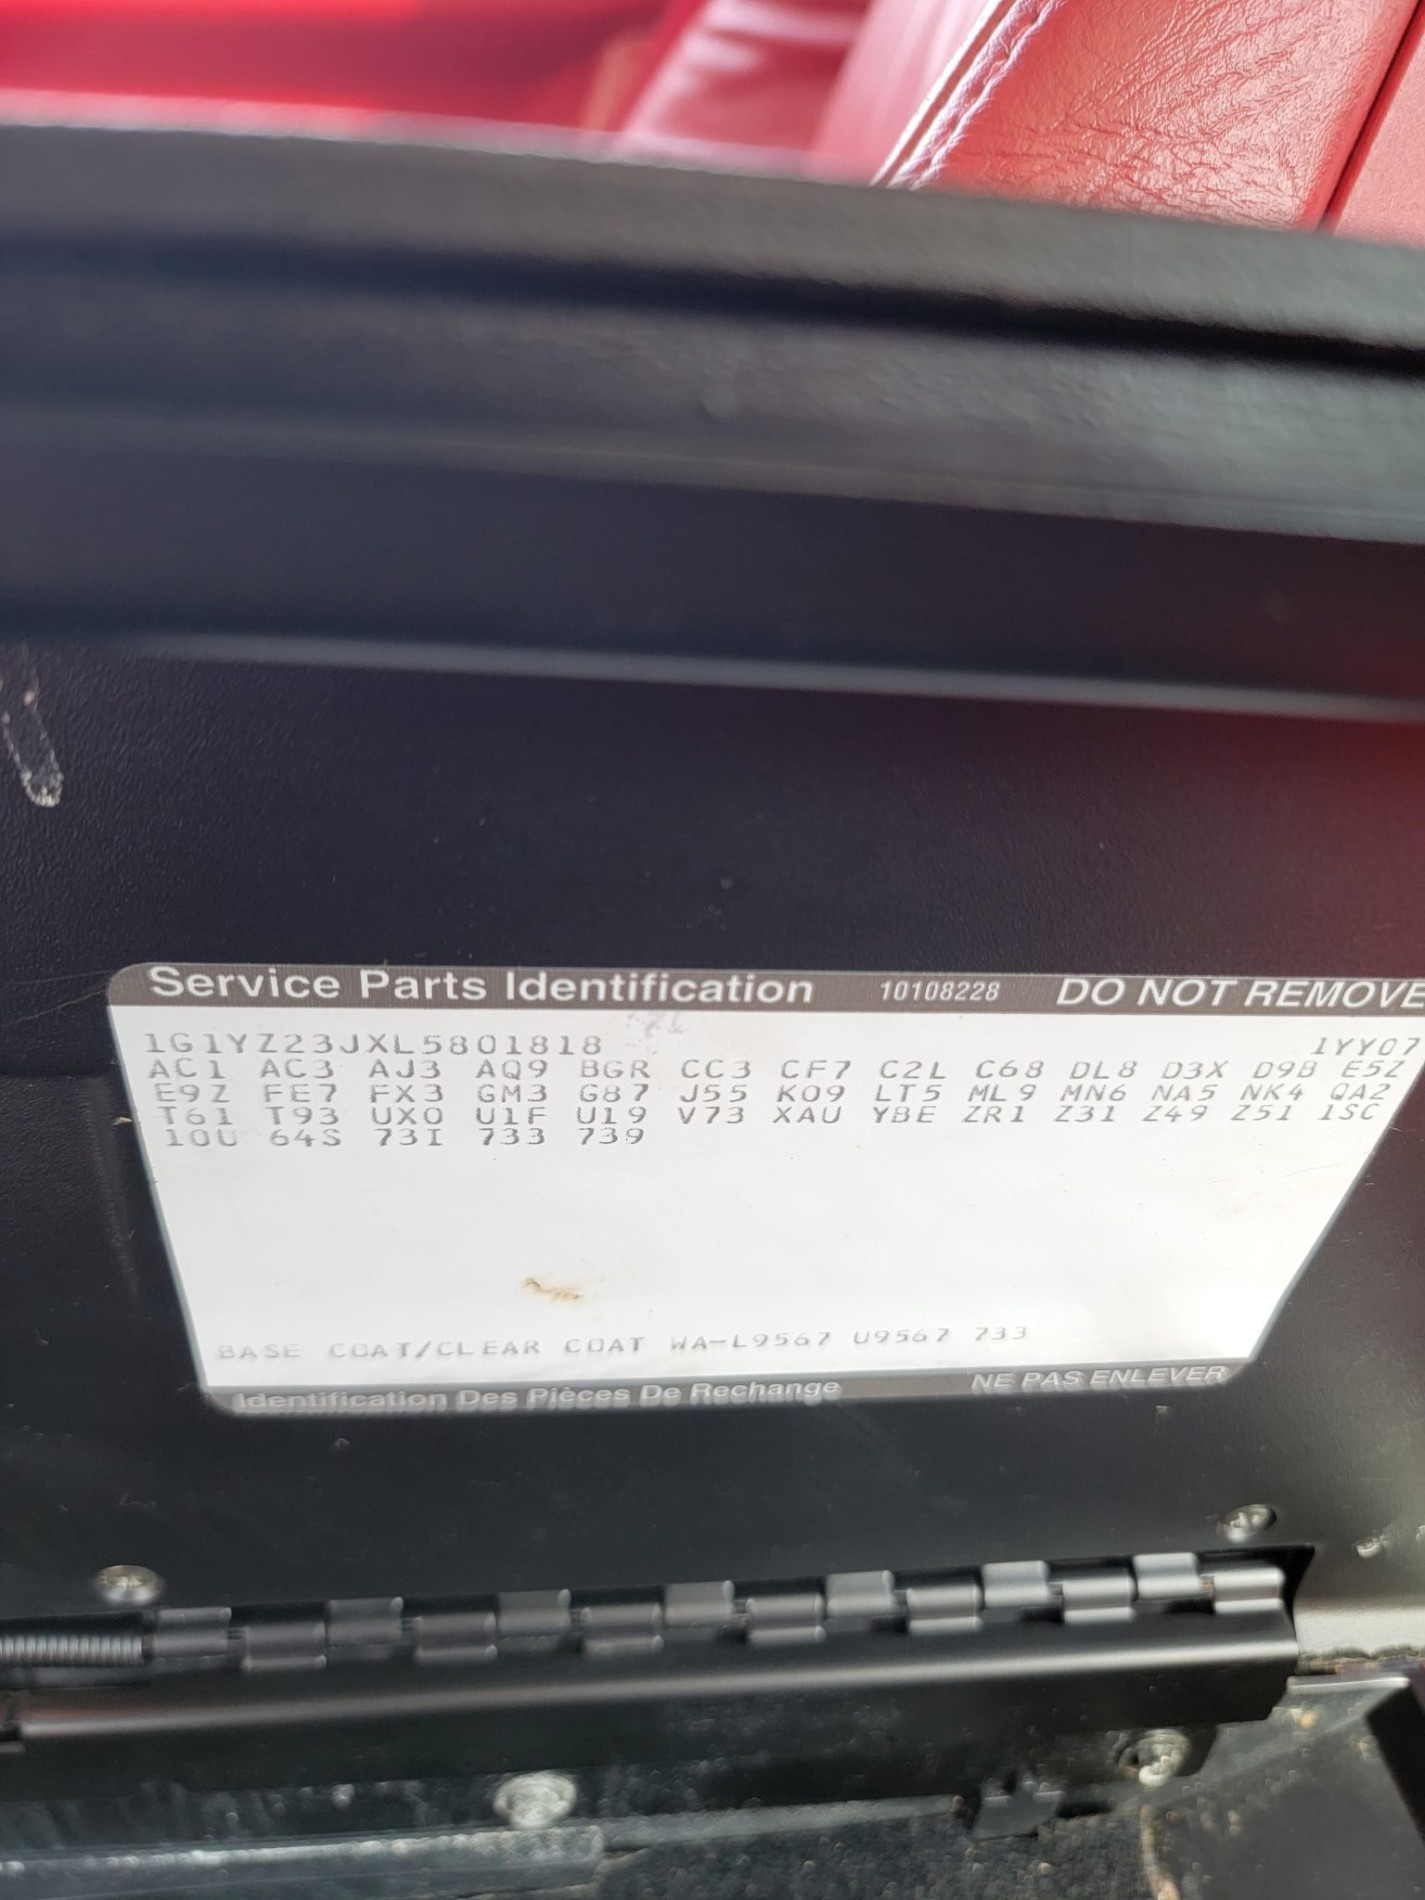 Service Parts Identification 10108228 DO NOT REMOVE
1G1YZ23JXL5801818 1YY07
AC1 AC3 AJ3 AQ9 BGR CC3 CF7 C2L C68 DL8 D3X D9B E5Z
E9Z FE7 FX3 GM3 G87 J55 K09 LT5 ML9 MN6 NA5 NK4 QA2
T61 T93 UX0 U1F U19 V73 XAU YBE ZR1 Z31 Z49 Z51 1SC
10U 64S 73I 733 739
BASE COAT/CLEAR COAT WA-L9567 U9567 733
Identification Des Pièces De Rechange NE PAS ENLEVER